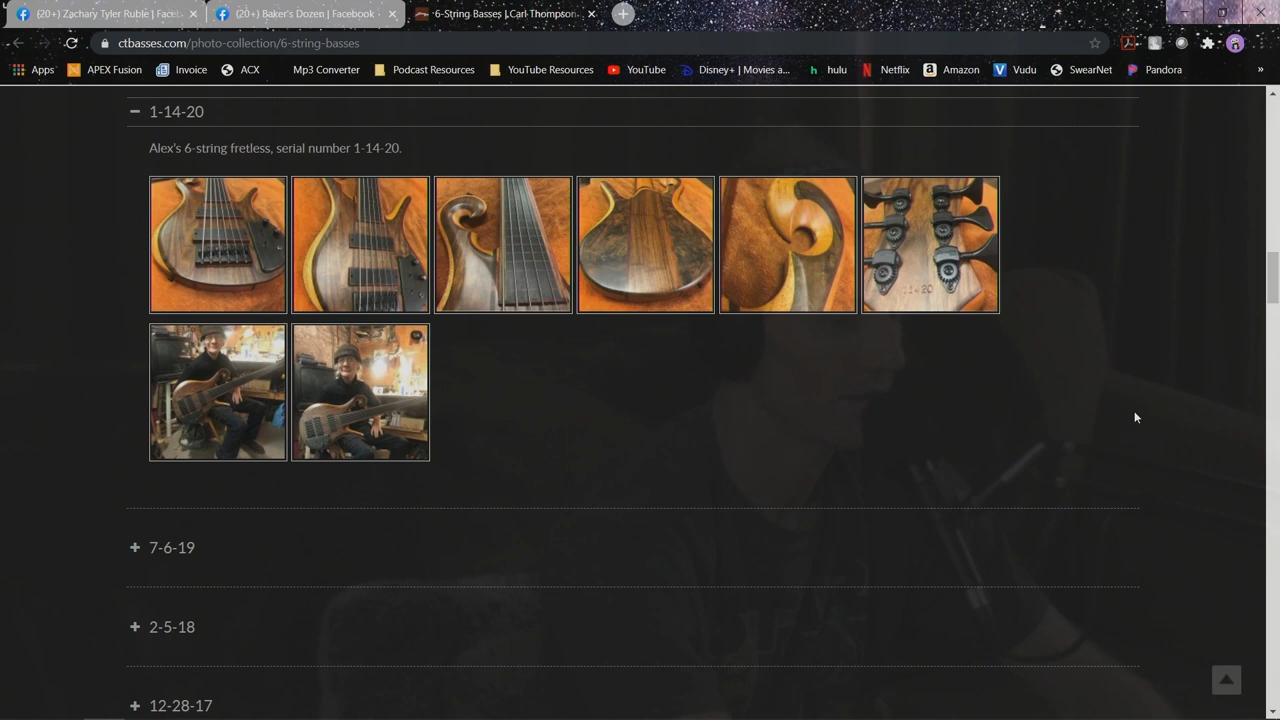 (20+) Zachary Tyler Ruble | Faceb
(20+) Baker's Dozen | Facebook
6-String Basses | Carl Thompson
ctbasses.com/photo-collection/6-string-basses
Apps
APEX Fusion
Invoice
ACX
Mp3 Converter
Podcast Resources
YouTube Resources
YouTube
Disney+ | Movies a...
hulu
Netflix
Amazon
Vudu
SwearNet
Pandora
»
1-14-20
Alex's 6-string fretless, serial number 1-14-20.
7-6-19
2-5-18
12-28-17